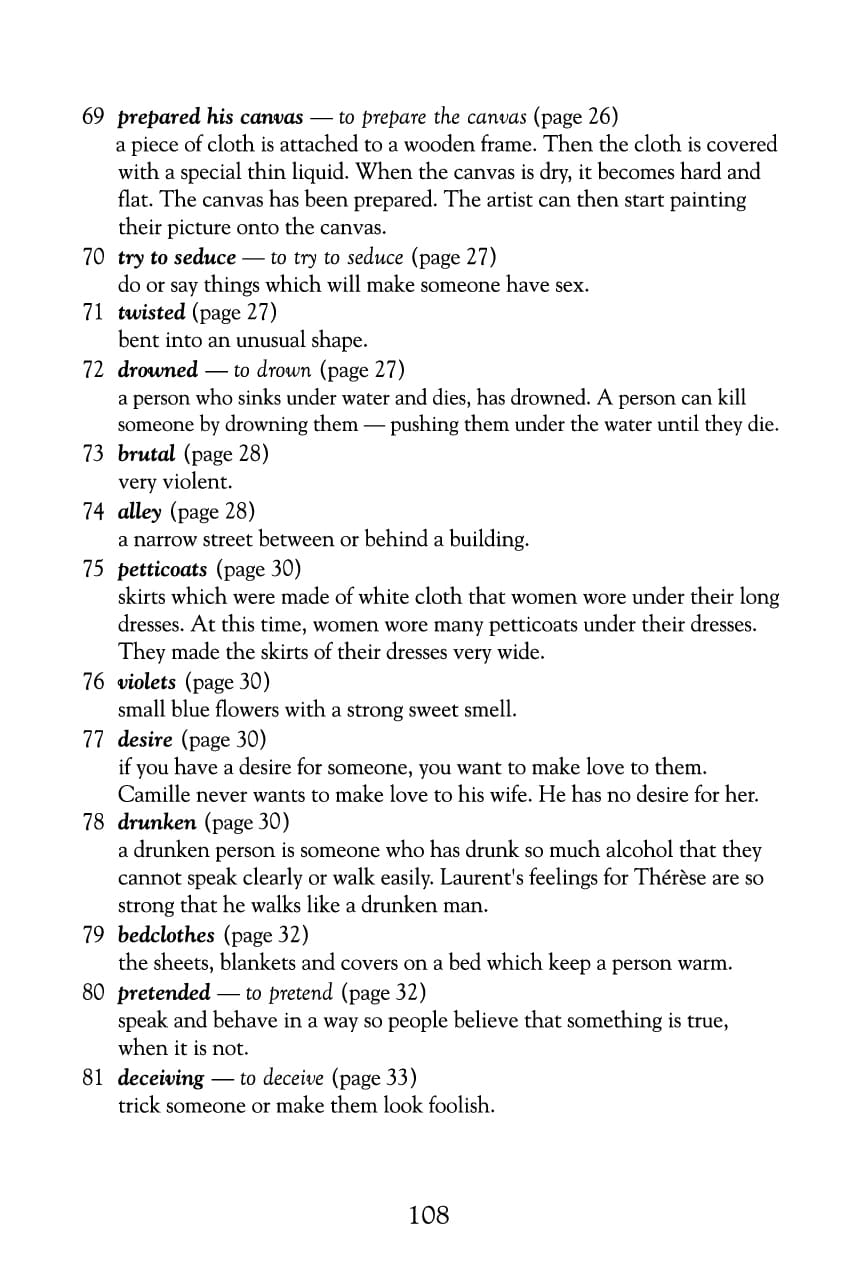 69 prepared his canvas — to prepare the canvas (page 26)
a piece of cloth is attached to a wooden frame. Then the cloth is covered
with a special thin liquid. When the canvas is dry, it becomes hard and
flat. The canvas has been prepared. The artist can then start painting
their picture onto the canvas.
70 try to seduce — to try to seduce (page 27)
do or say things which will make someone have sex.
71 twisted (page 27)
bent into an unusual shape.
72 drowned — to drown (page 27)
a person who sinks under water and dies, has drowned. A person can kill
someone by drowning them — pushing them under the water until they die.
73 brutal (page 28)
very violent.
74 alley (page 28)
a narrow street between or behind a building.
75 petticoats (page 30)
skirts which were made of white cloth that women wore under their long
dresses. At this time, women wore many petticoats under their dresses.
They made the skirts of their dresses very wide.
76 violets (page 30)
small blue flowers with a strong sweet smell.
77 desire (page 30)
if you have a desire for someone, you want to make love to them.
Camille never wants to make love to his wife. He has no desire for her.
78 drunken (page 30)
a drunken person is someone who has drunk so much alcohol that they
cannot speak clearly or walk easily. Laurent's feelings for Thérèse are so
strong that he walks like a drunken man.
79 bedclothes (page 32)
the sheets, blankets and covers on a bed which keep a person warm.
80 pretended — to pretend (page 32)
speak and behave in a way so people believe that something is true,
when it is not.
81 deceiving — to deceive (page 33)
trick someone or make them look foolish.
108